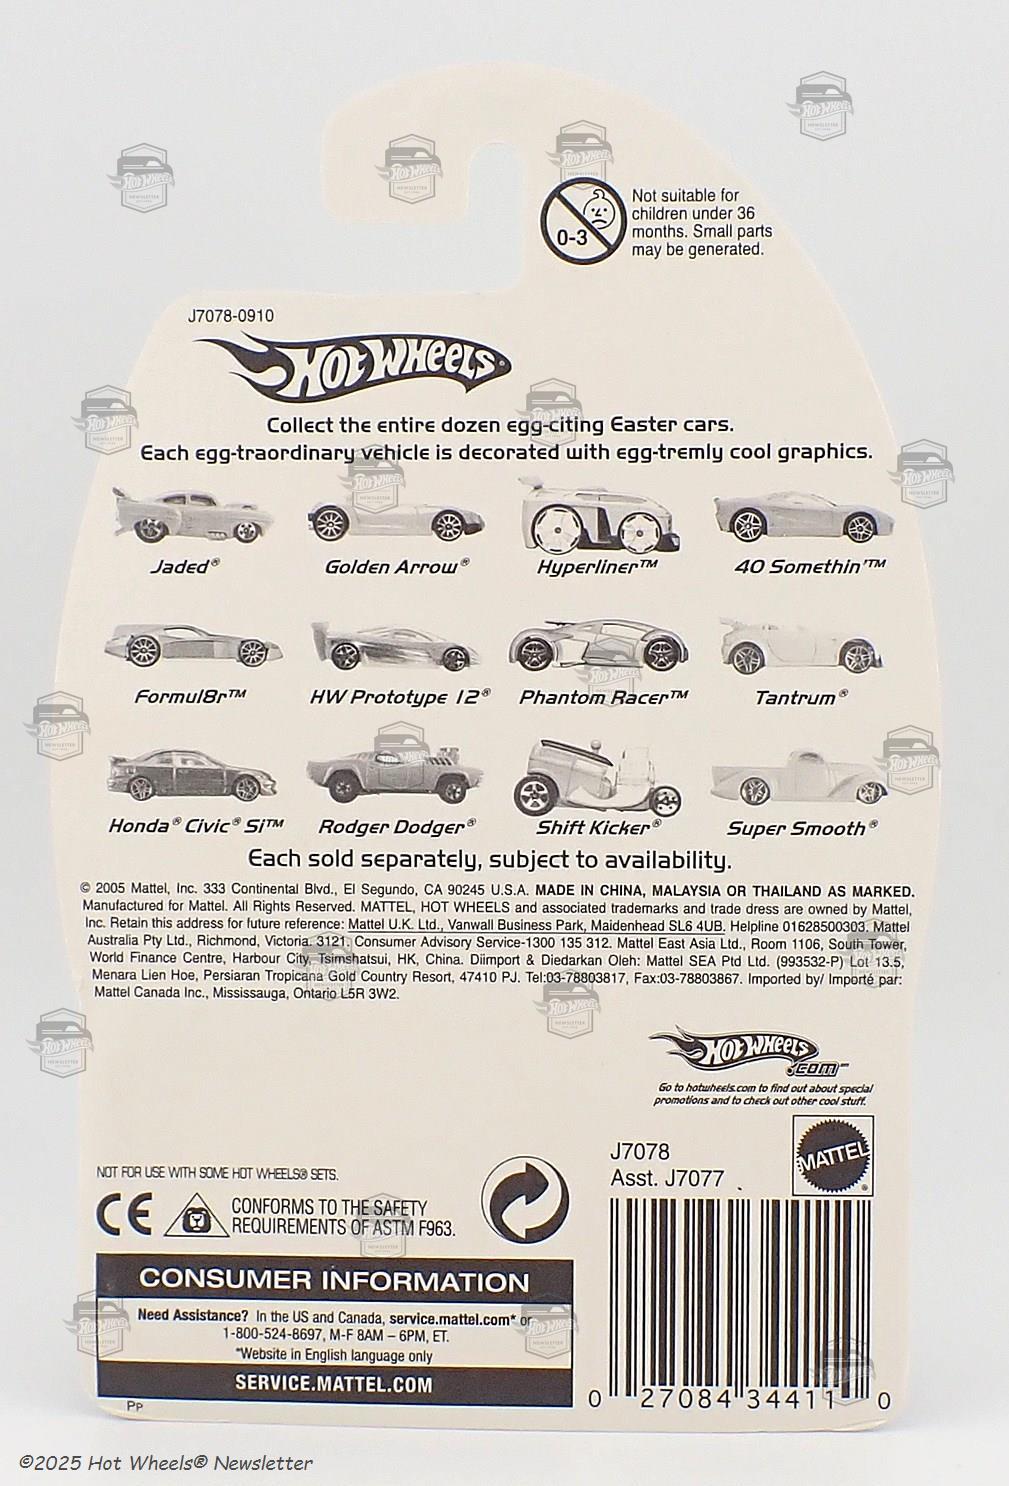 Not suitable for
children under 36
months. Small parts
may be generated.
0-3
J7078-0910
HOT WHEELS®
Collect the entire dozen egg-citing Easter cars.
Each egg-traordinary vehicle is decorated with egg-tremly cool graphics.
Jaded® Golden Arrow® Hyperliner™ 40 Somethin'™
Formul8r™ HW Prototype 12® Phantom Racer™ Tantrum®
Honda® Civic® Si™ Rodger Dodger® Shift Kicker® Super Smooth®
Each sold separately, subject to availability.
© 2005 Mattel, Inc. 333 Continental Blvd., El Segundo, CA 90245 U.S.A. MADE IN CHINA, MALAYSIA OR THAILAND AS MARKED.
Manufactured for Mattel. All Rights Reserved. MATTEL, HOT WHEELS and associated trademarks and trade dress are owned by Mattel,
Inc. Retain this address for future reference: Mattel U.K. Ltd., Vanwall Business Park, Maidenhead SL6 4UB. Helpline 01628500303. Mattel
Australia Pty Ltd., Richmond, Victoria. 3121. Consumer Advisory Service-1300 135 312. Mattel East Asia Ltd., Room 1106, South Tower,
World Finance Centre, Harbour City, Tsimshatsui, HK, China. Diimport & Diedarkan Oleh: Mattel SEA Ptd Ltd. (993532-P) Lot 13.5,
Menara Lien Hoe, Persiaran Tropicana Golf Country Resort, 47410 PJ. Tel:03-78803817, Fax:03-78803867. Imported by/ Importé par:
Mattel Canada Inc., Mississauga, Ontario L5R 3W2.
HOT WHEELS
.COM
Go to hotwheels.com to find out about special
promotions and to check out other cool stuff.
J7078
Asst. J7077
MATTEL®
NOT FOR USE WITH SOME HOT WHEELS® SETS.
CE
CONFORMS TO THE SAFETY
REQUIREMENTS OF ASTM F963.
CONSUMER INFORMATION
Need Assistance? In the US and Canada, service.mattel.com* or
1-800-524-8697, M-F 8AM – 6PM, ET.
*Website in English language only
SERVICE.MATTEL.COM
0 27084 34411 0
PP
©2025 Hot Wheels® Newsletter